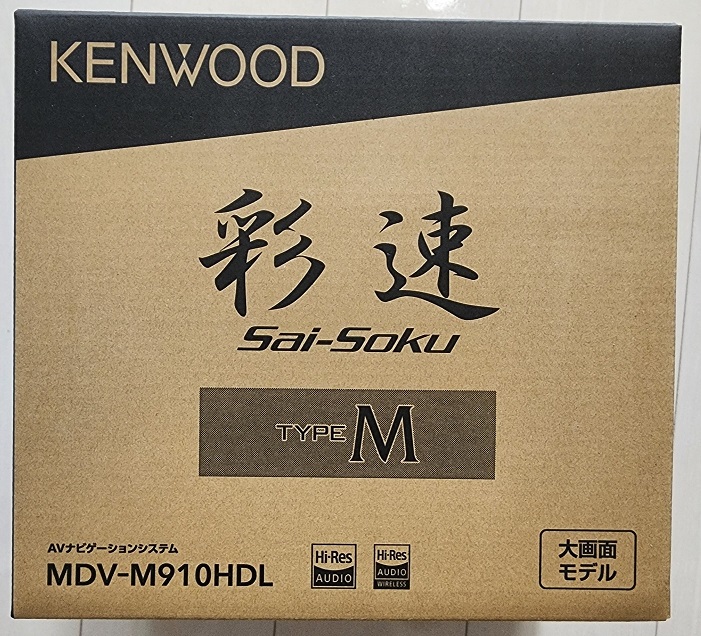 KENWOOD
彩速
Sai-Soku
TYPE M
AVナビゲーションシステム
MDV-M910HDL
Hi-Res
AUDIO
Hi-Res
AUDIO
WIRELESS
大画面
モデル